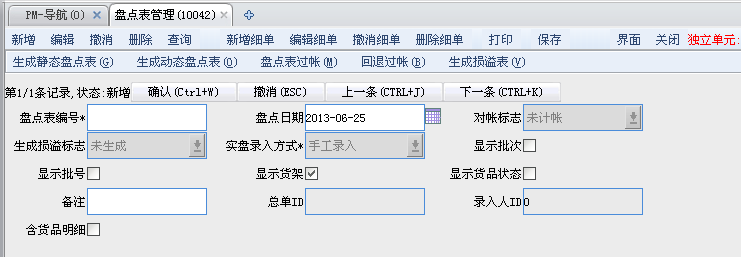 PM-导航(0) 盘点表管理(10042)
新增 编辑 撤消 删除 查询 新增细单 编辑细单 撤消细单 删除细单 打印 保存 界面 关闭 独立单元:
生成静态盘点表(G) 生成动态盘点表(O) 盘点表过帐(M) 回退过帐(B) 生成损溢表(V)
第1/1条记录,状态:新增 确认(Ctrl+W) 撤消(ESC) 上一条(CTRL+J) 下一条(CTRL+K)
盘点表编号* 盘点日期 2013-06-25 对帐标志 未计帐
生成损溢标志 未生成 实盘录入方式* 手工录入 显示批次
显示批号 显示货架 显示货品状态
备注 总单ID 录入人ID 0
含货品明细